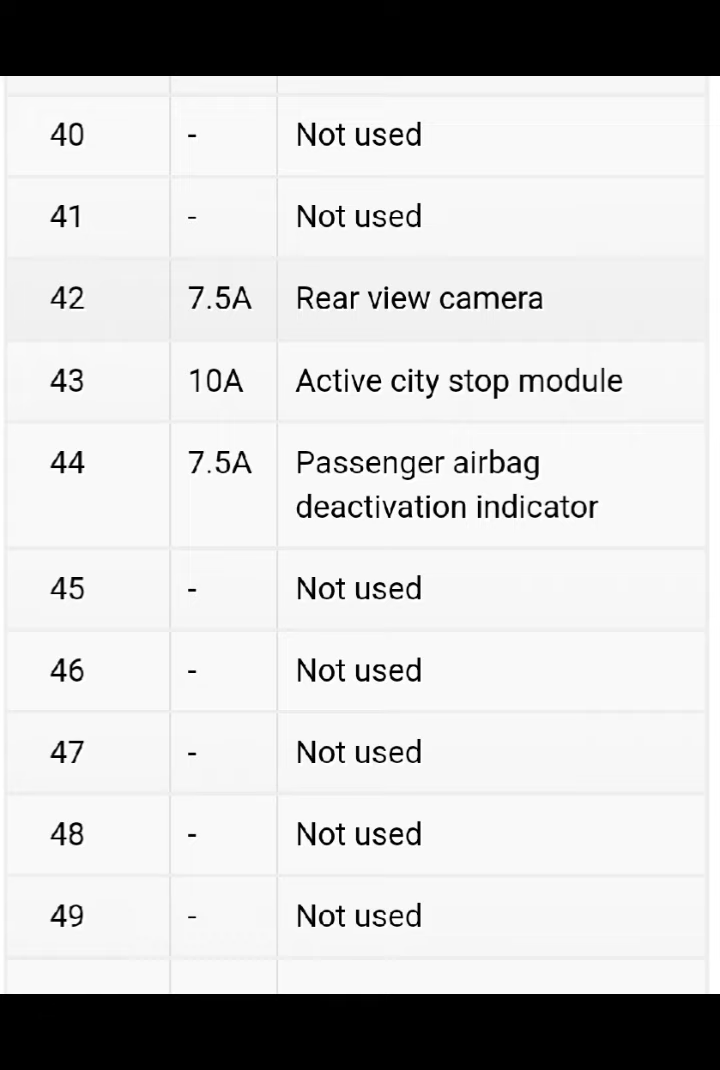 40 - Not used
41 - Not used
42 7.5A Rear view camera
43 10A Active city stop module
44 7.5A Passenger airbag
deactivation indicator
45 - Not used
46 - Not used
47 - Not used
48 - Not used
49 - Not used